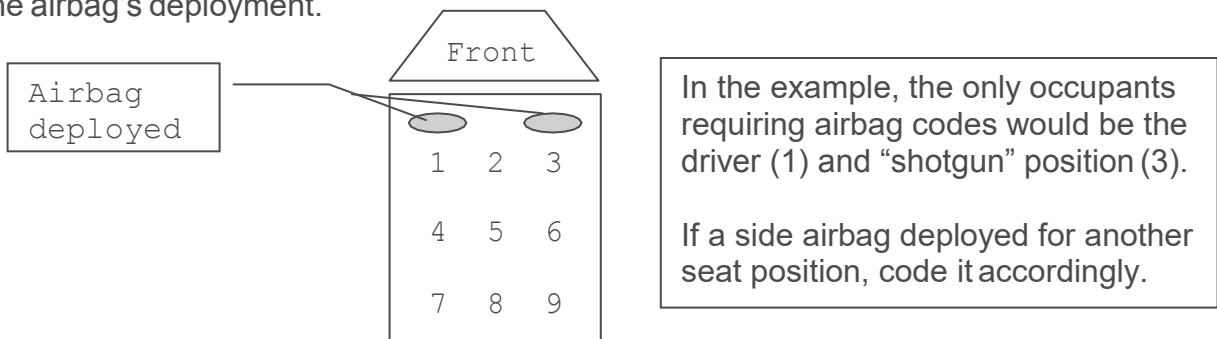 he airbag's deployment.
Front
Airbag
deployed
1 2 3
4 5 6
7 8 9
In the example, the only occupants
requiring airbag codes would be the
driver (1) and “shotgun” position (3).
If a side airbag deployed for another
seat position, code it accordingly.